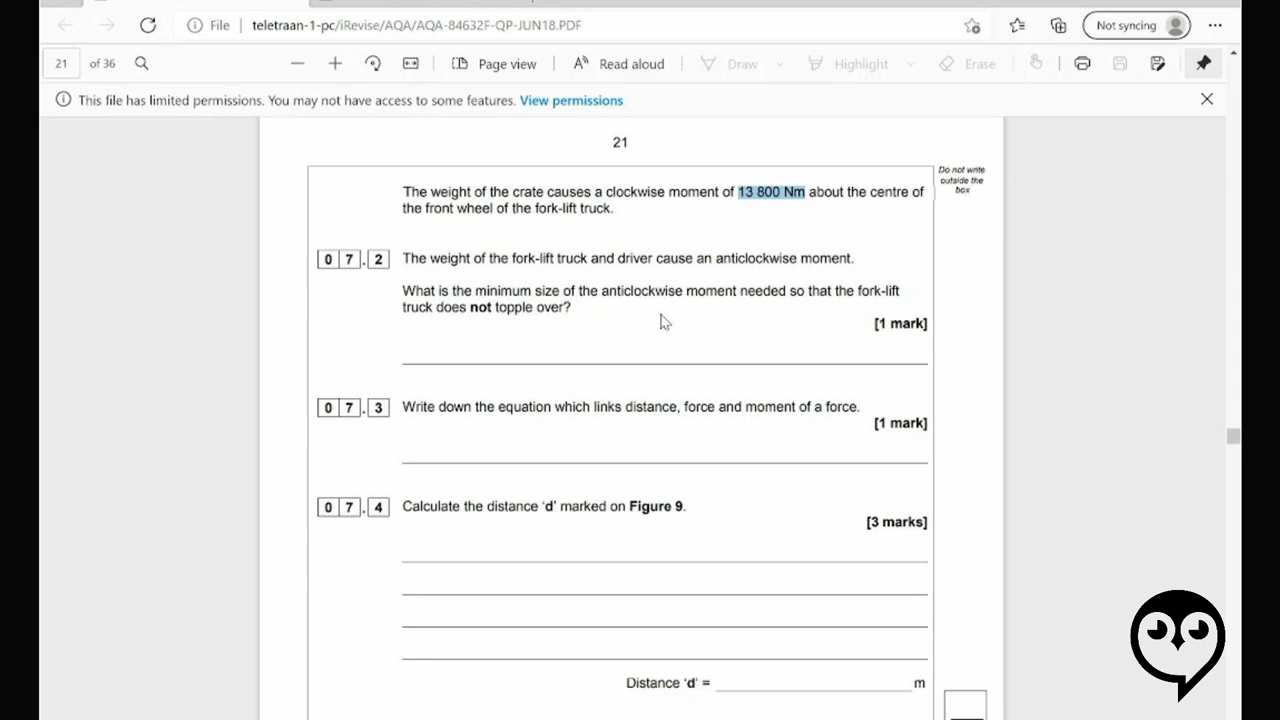 File teletraan-1-pc/iRevise/AQA/AQA-84632F-QP-JUN18.PDF Not syncing
21 of 36 Page view Read aloud Draw Highlight Erase
This file has limited permissions. You may not have access to some features. View permissions
21
Do not write
outside the
box
The weight of the crate causes a clockwise moment of 13 800 Nm about the centre of
the front wheel of the fork-lift truck.
0 7 . 2 The weight of the fork-lift truck and driver cause an anticlockwise moment.
What is the minimum size of the anticlockwise moment needed so that the fork-lift
truck does not topple over?
[1 mark]
0 7 . 3 Write down the equation which links distance, force and moment of a force.
[1 mark]
0 7 . 4 Calculate the distance ‘d’ marked on Figure 9.
[3 marks]
Distance ‘d’ = m